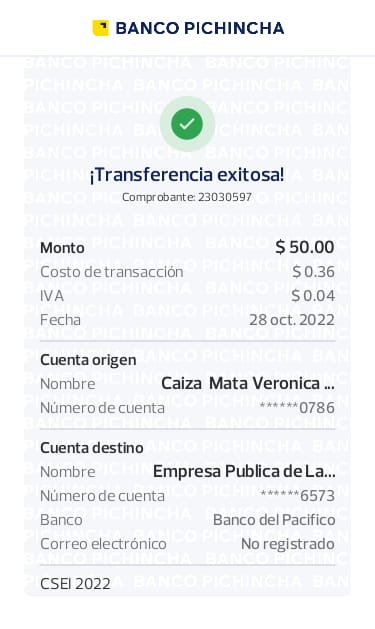 BANCO PICHINCHA
¡Transferencia exitosa!
Comprobante: 23030597
Monto $ 50.00
Costo de transacción $ 0.36
IVA $ 0.04
Fecha 28 oct. 2022
Cuenta origen
Nombre Caiza Mata Veronica ...
Número de cuenta ******0786
Cuenta destino
Nombre Empresa Publica de La...
Número de cuenta ******6573
Banco Banco del Pacifico
Correo electrónico No registrado
CSEI 2022